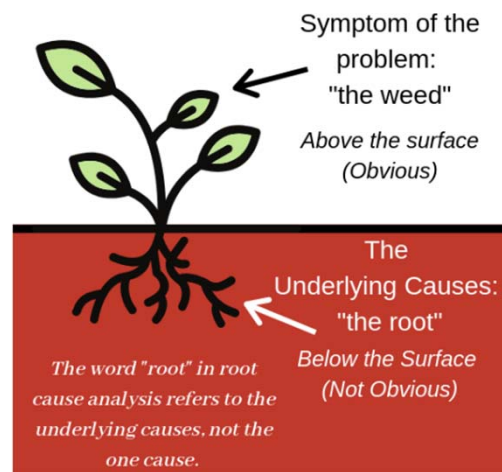 Symptom of the
problem:
"the weed"
Above the surface
(Obvious)
The
Underlying Causes:
"the root"
Below the Surface
(Not Obvious)
The word "root" in root
cause analysis refers to the
underlying causes, not the
one cause.